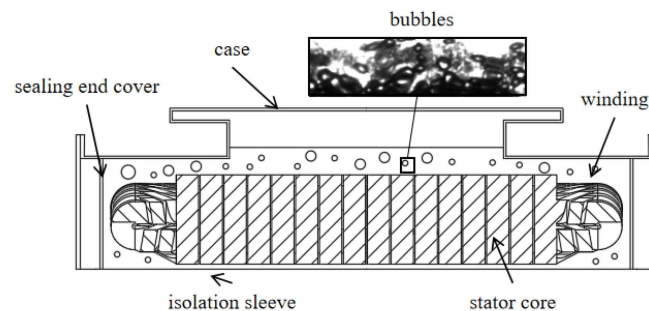 bubbles
case
sealing end cover
winding
isolation sleeve
stator core